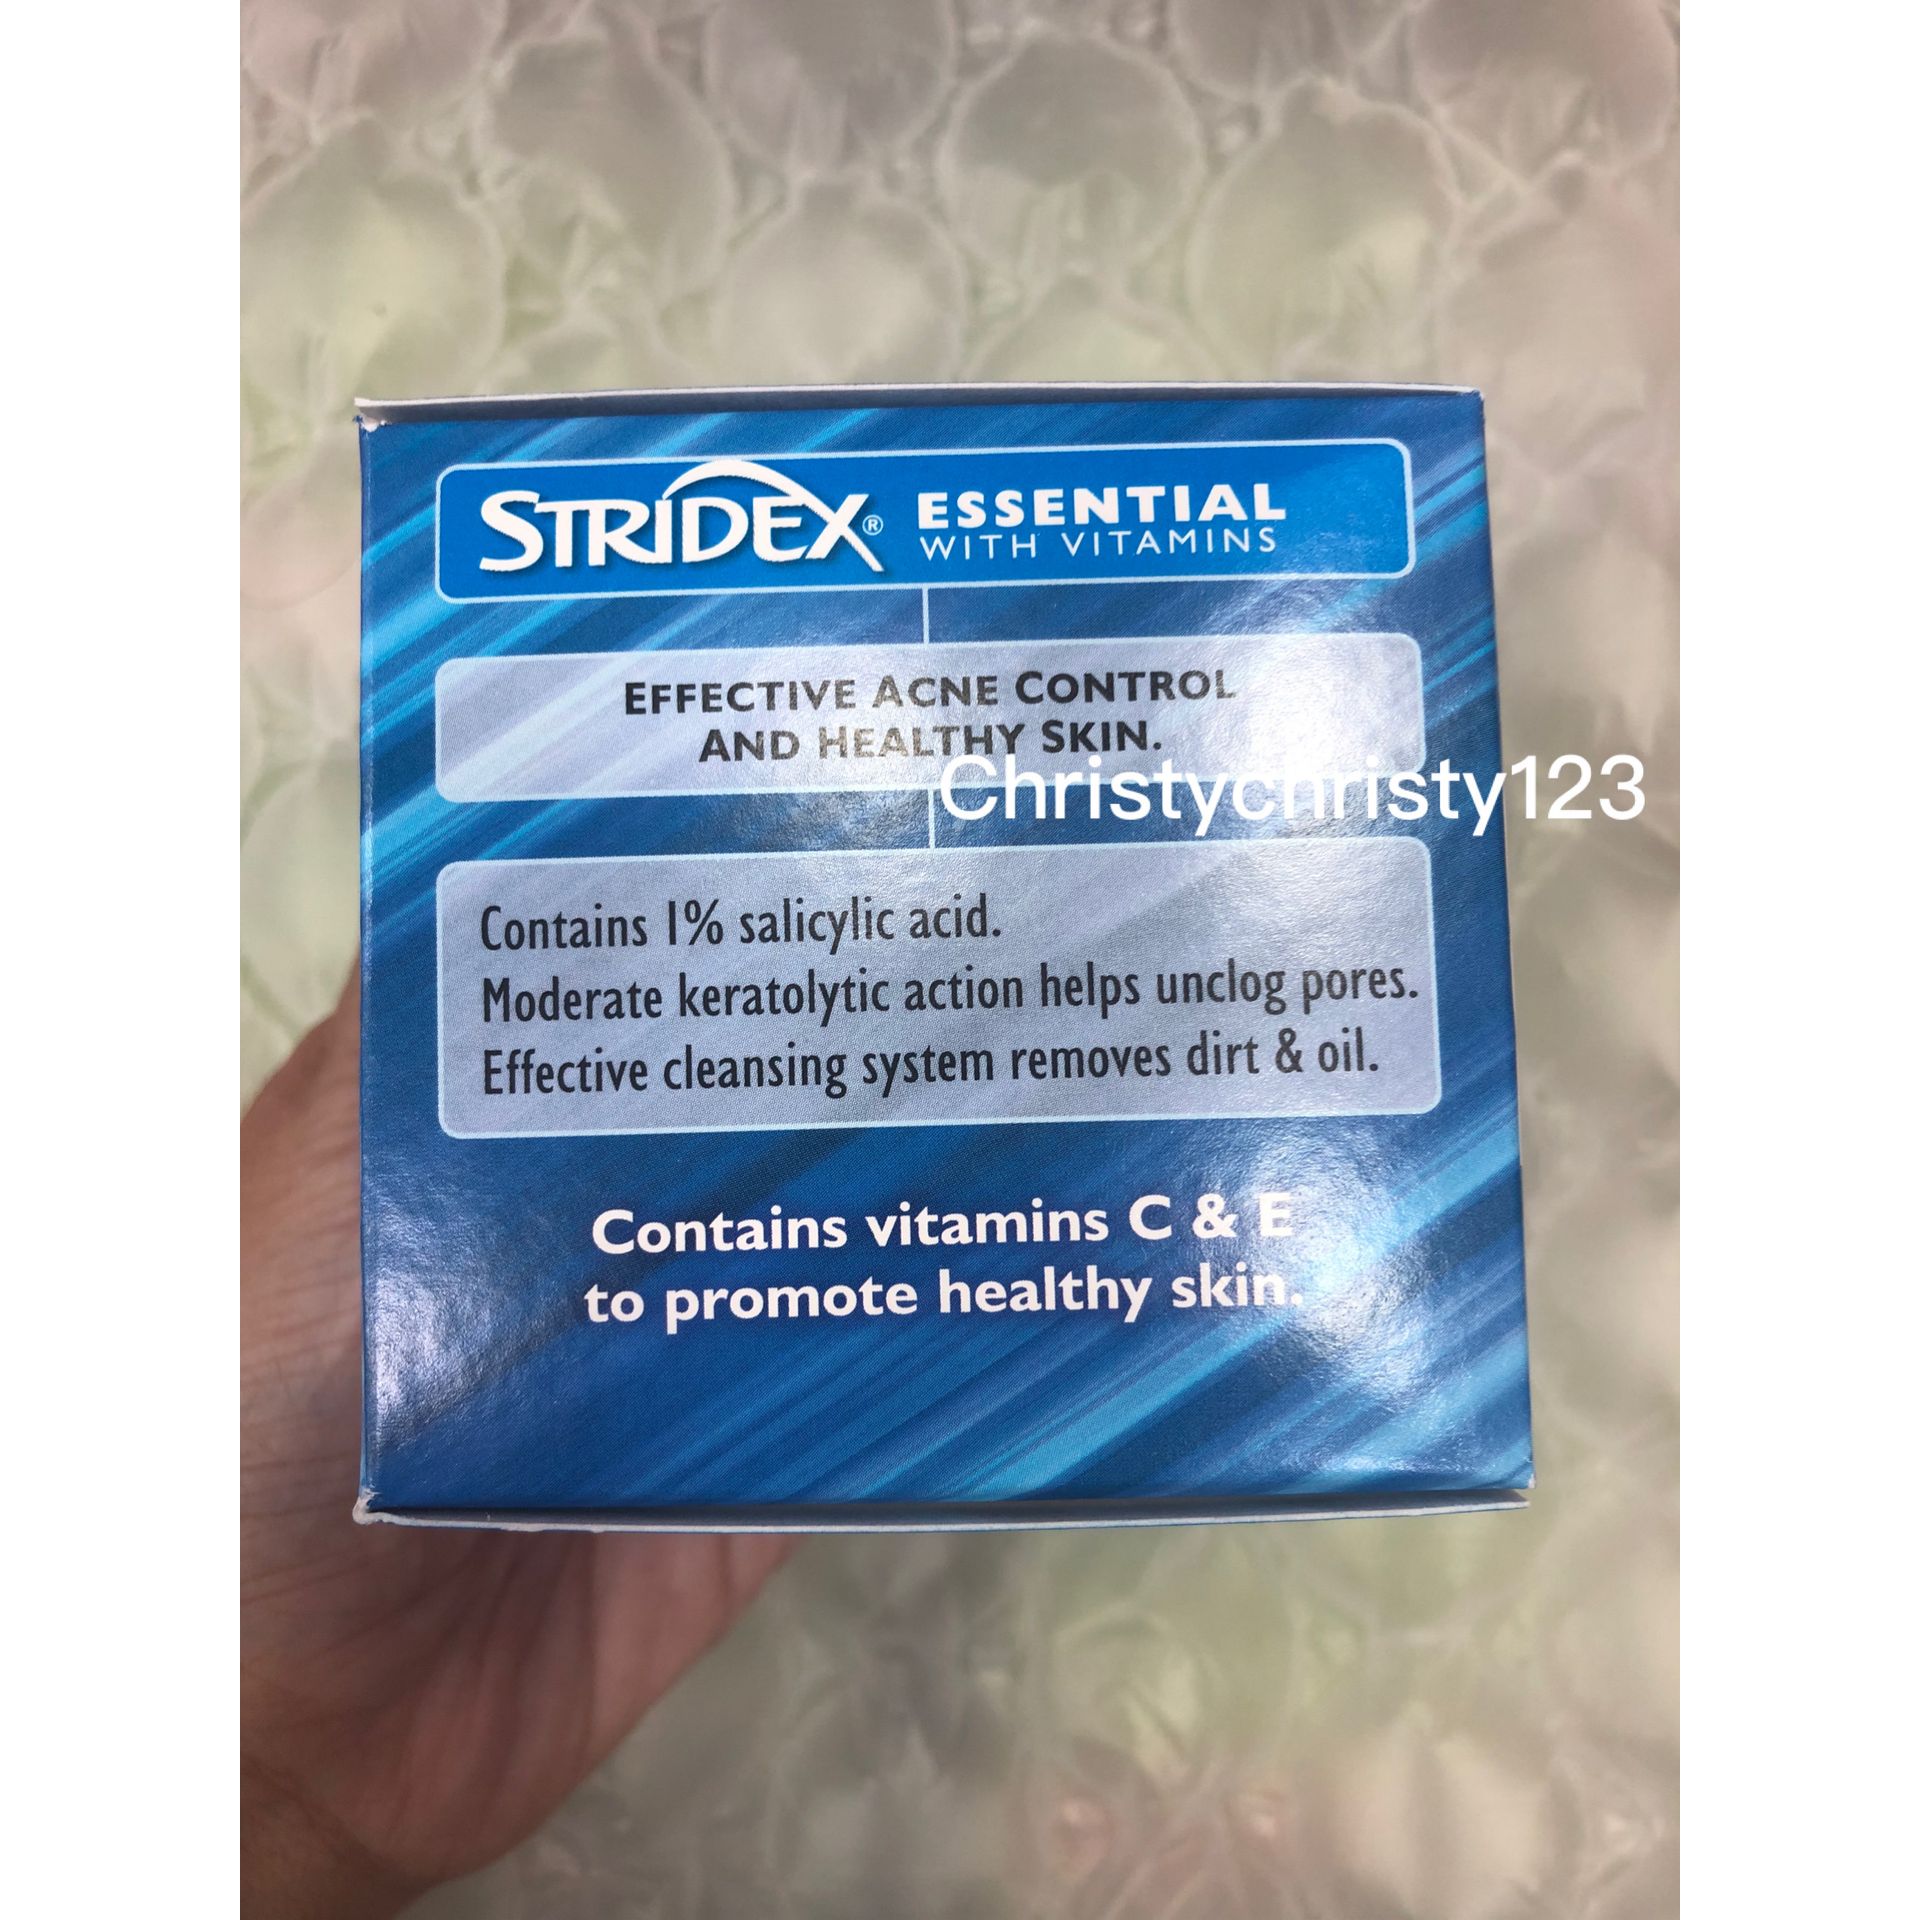 STRIDEX® ESSENTIAL
WITH VITAMINS
EFFECTIVE ACNE CONTROL
AND HEALTHY SKIN.
Christychristy123
Contains 1% salicylic acid.
Moderate keratolytic action helps unclog pores.
Effective cleansing system removes dirt & oil.
Contains vitamins C & E
to promote healthy skin.